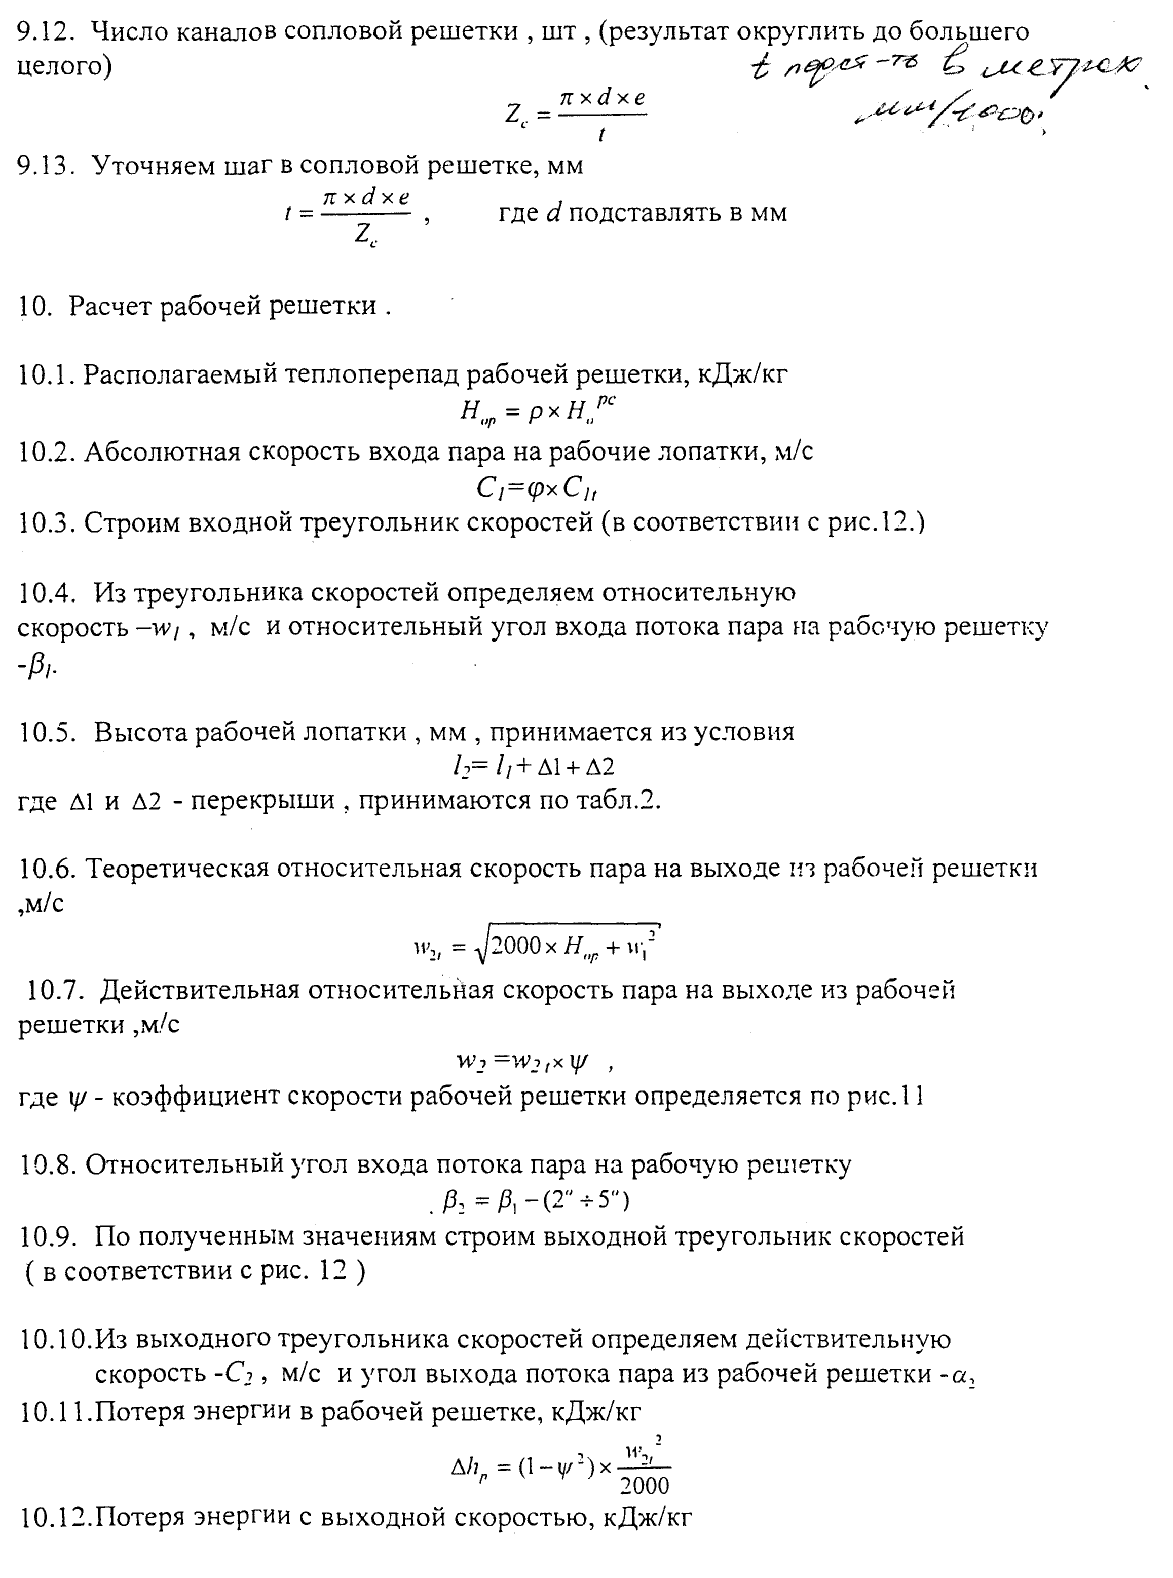 9.12. Число каналов сопловой решетки , шт , (результат округлить до большего
целого)
t в метрах
мм/1000.
Z_c = π × d × e / t
9.13. Уточняем шаг в сопловой решетке, мм
t = π × d × e / Z_c , где d подставлять в мм
10. Расчет рабочей решетки .
10.1. Располагаемый теплоперепад рабочей решетки, кДж/кг
H_op = ρ × H_o^pc
10.2. Абсолютная скорость входа пара на рабочие лопатки, м/с
C_1=φ×C_1t
10.3. Строим входной треугольник скоростей (в соответствии с рис.12.)
10.4. Из треугольника скоростей определяем относительную
скорость –w_1 , м/с и относительный угол входа потока пара на рабочую решетку
-β_1.
10.5. Высота рабочей лопатки , мм , принимается из условия
l_2= l_1+ Δ1 + Δ2
где Δ1 и Δ2 - перекрыши , принимаются по табл.2.
10.6. Теоретическая относительная скорость пара на выходе из рабочей решетки
,м/с
w_2t = √2000 × H_op + w_1^2
10.7. Действительная относительная скорость пара на выходе из рабочей
решетки ,м/с
w_2 =w_2t× ψ ,
где ψ - коэффициент скорости рабочей решетки определяется по рис.11
10.8. Относительный угол входа потока пара на рабочую решетку
β_2 = β_1 – (2" ÷ 5")
10.9. По полученным значениям строим выходной треугольник скоростей
( в соответствии с рис. 12 )
10.10.Из выходного треугольника скоростей определяем действительную
скорость -C_2 , м/с и угол выхода потока пара из рабочей решетки -α_2
10.11.Потеря энергии в рабочей решетке, кДж/кг
Δh_p = (1 – ψ^2) × w_2t^2 / 2000
10.12.Потеря энергии с выходной скоростью, кДж/кг